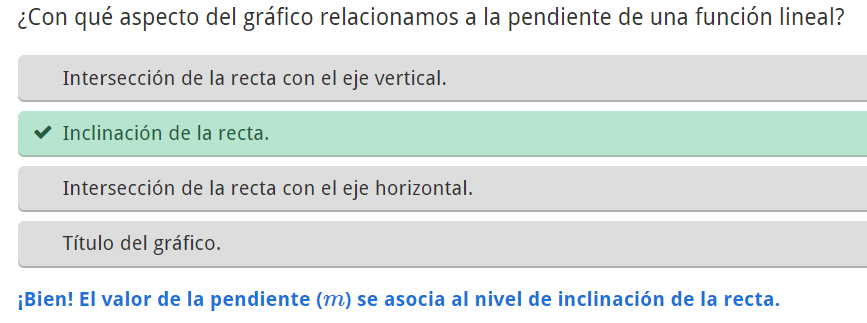 ¿Con qué aspecto del gráfico relacionamos a la pendiente de una función lineal?
Intersección de la recta con el eje vertical.
Inclinación de la recta.
Intersección de la recta con el eje horizontal.
Título del gráfico.
¡Bien! El valor de la pendiente (m) se asocia al nivel de inclinación de la recta.